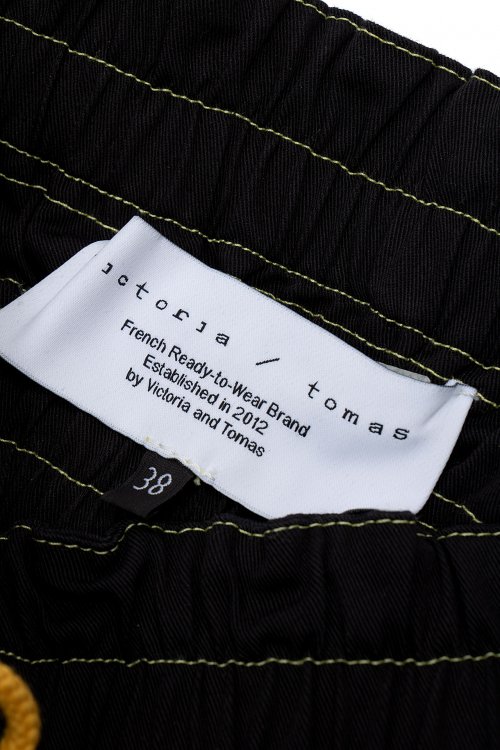 ictoria / tomas
French Ready-to-Wear Brand
Established in 2012
by Victoria and Tomas
38